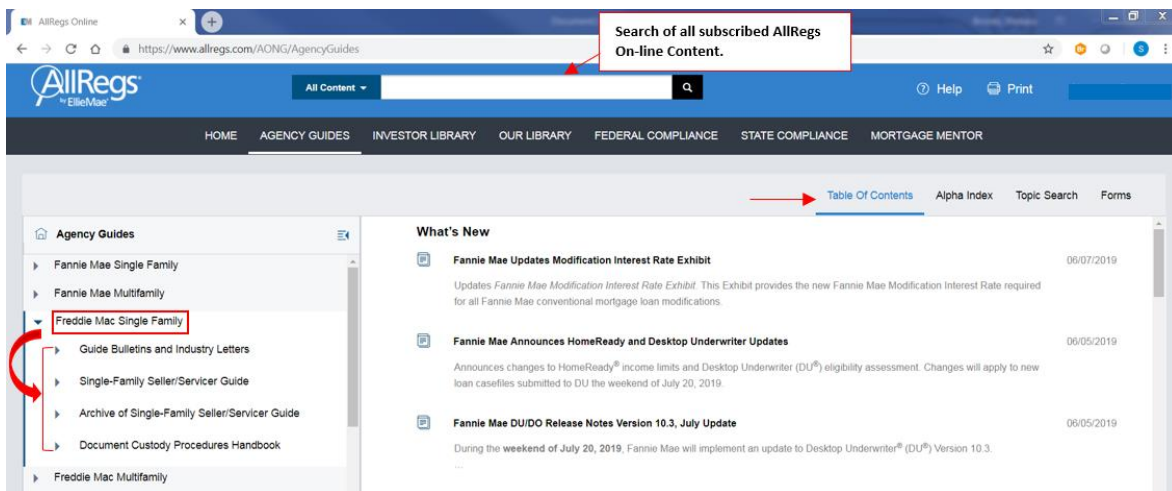 AllRegs Online
Search of all subscribed AllRegs
On-line Content.
https://www.allregs.com/AONG/AgencyGuides
S
AllRegs
by EllieMae
All Content
Help
Print
HOME
AGENCY GUIDES
INVESTOR LIBRARY
OUR LIBRARY
FEDERAL COMPLIANCE
STATE COMPLIANCE
MORTGAGE MENTOR
Table Of Contents
Alpha Index
Topic Search
Forms
Agency Guides
Fannie Mae Single Family
Fannie Mae Multifamily
Freddie Mac Single Family
Guide Bulletins and Industry Letters
Single-Family Seller/Servicer Guide
Archive of Single-Family Seller/Servicer Guide
Document Custody Procedures Handbook
Freddie Mac Multifamily
What's New
Fannie Mae Updates Modification Interest Rate Exhibit
06/07/2019
Updates Fannie Mae Modification Interest Rate Exhibit. This Exhibit provides the new Fannie Mae Modification Interest Rate required
for all Fannie Mae conventional mortgage loan modifications.
Fannie Mae Announces HomeReady and Desktop Underwriter Updates
06/05/2019
Announces changes to HomeReady® income limits and Desktop Underwriter (DU®) eligibility assessment. Changes will apply to new
loan casefiles submitted to DU the weekend of July 20, 2019.
Fannie Mae DU/DO Release Notes Version 10.3, July Update
06/05/2019
During the weekend of July 20, 2019, Fannie Mae will implement an update to Desktop Underwriter® (DU®) Version 10.3.
...